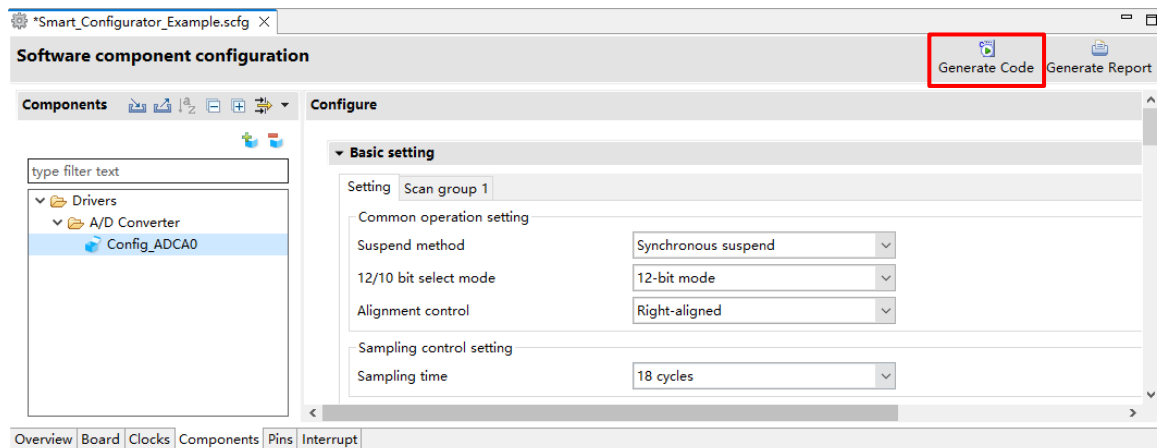 *Smart_Configurator_Example.scfg
Software component configuration
Generate Code Generate Report
Components
Configure
type filter text
Drivers
A/D Converter
Config_ADCA0
Basic setting
Setting Scan group 1
Common operation setting
Suspend method Synchronous suspend
12/10 bit select mode 12-bit mode
Alignment control Right-aligned
Sampling control setting
Sampling time 18 cycles
Overview Board Clocks Components Pins Interrupt